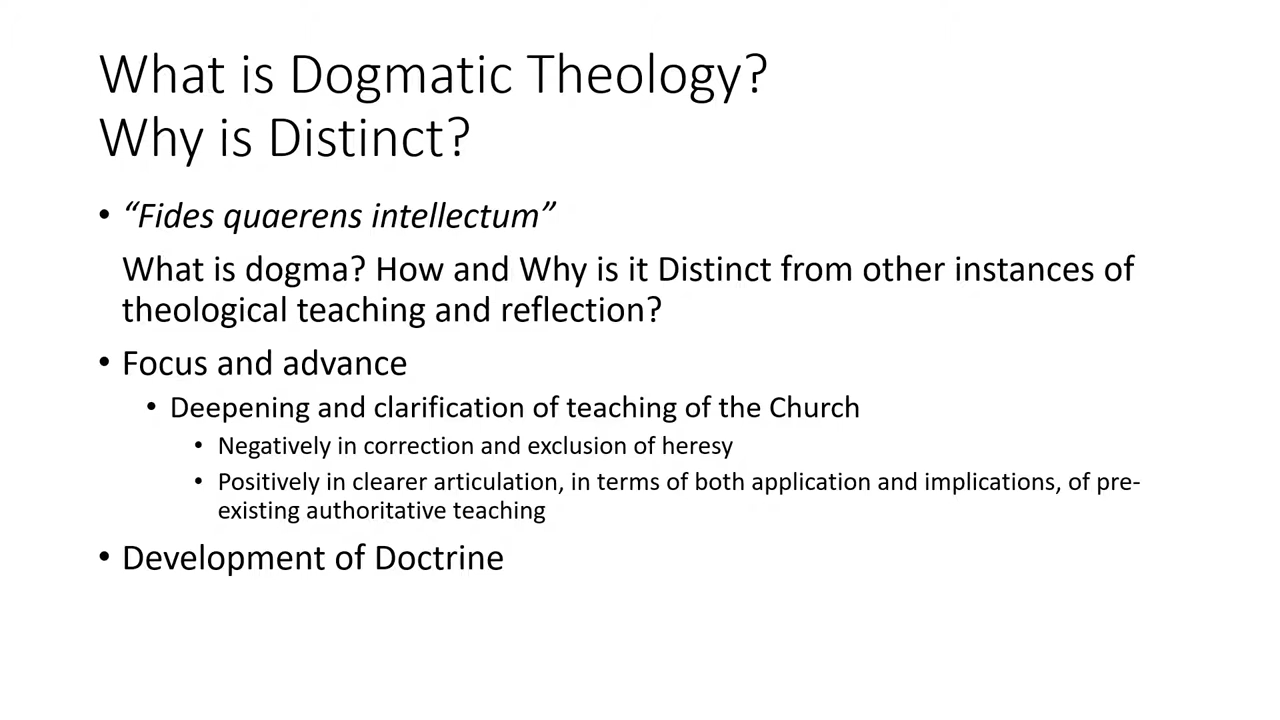 What is Dogmatic Theology?
Why is Distinct?
• “Fides quaerens intellectum”
What is dogma? How and Why is it Distinct from other instances of
theological teaching and reflection?
• Focus and advance
• Deepening and clarification of teaching of the Church
• Negatively in correction and exclusion of heresy
• Positively in clearer articulation, in terms of both application and implications, of pre-
existing authoritative teaching
• Development of Doctrine